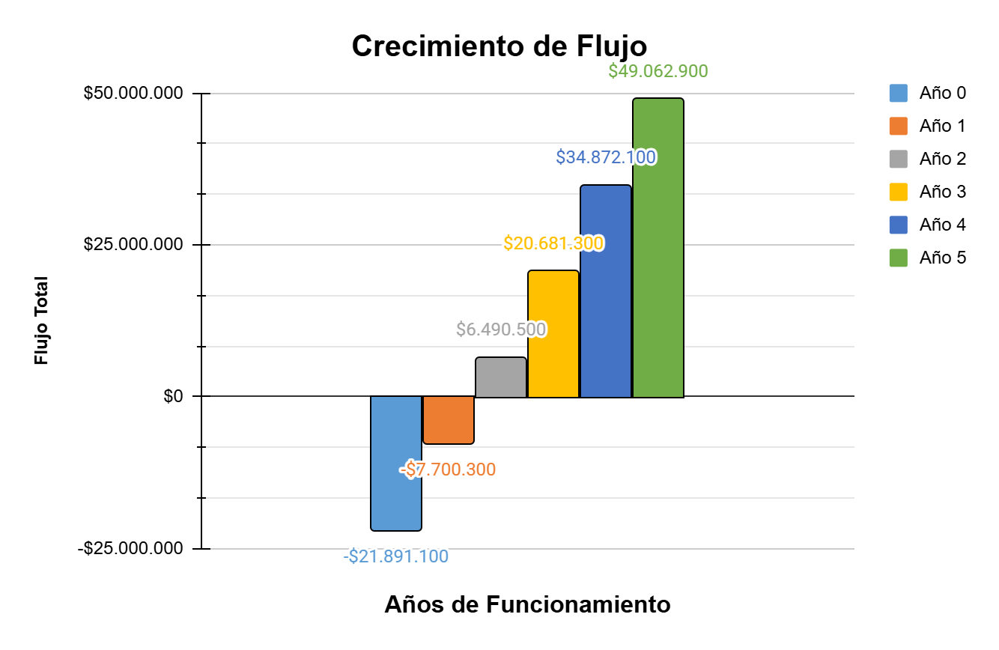 Crecimiento de Flujo
$49.062.900
$50.000.000
$34.872.100
$25.000.000
$20.681.300
$6.490.500
$0
-$7.700.300
-$25.000.000
-$21.891.100
Flujo Total
Años de Funcionamiento
Año 0
Año 1
Año 2
Año 3
Año 4
Año 5